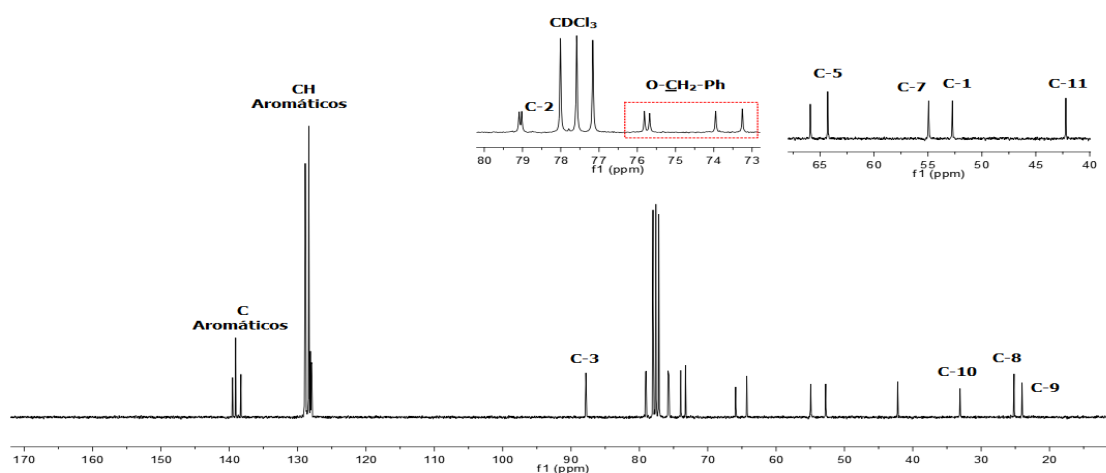 CDCl₃
C-2
O-CH₂-Ph
80 79 78 77 76 75 74 73
f1 (ppm)
C-5
C-7
C-1
C-11
65 60 55 50 45 40
f1 (ppm)
CH
Aromáticos
C
Aromáticos
C-3
C-10
C-8
C-9
170 160 150 140 130 120 110 100 90 80 70 60 50 40 30 20
f1 (ppm)